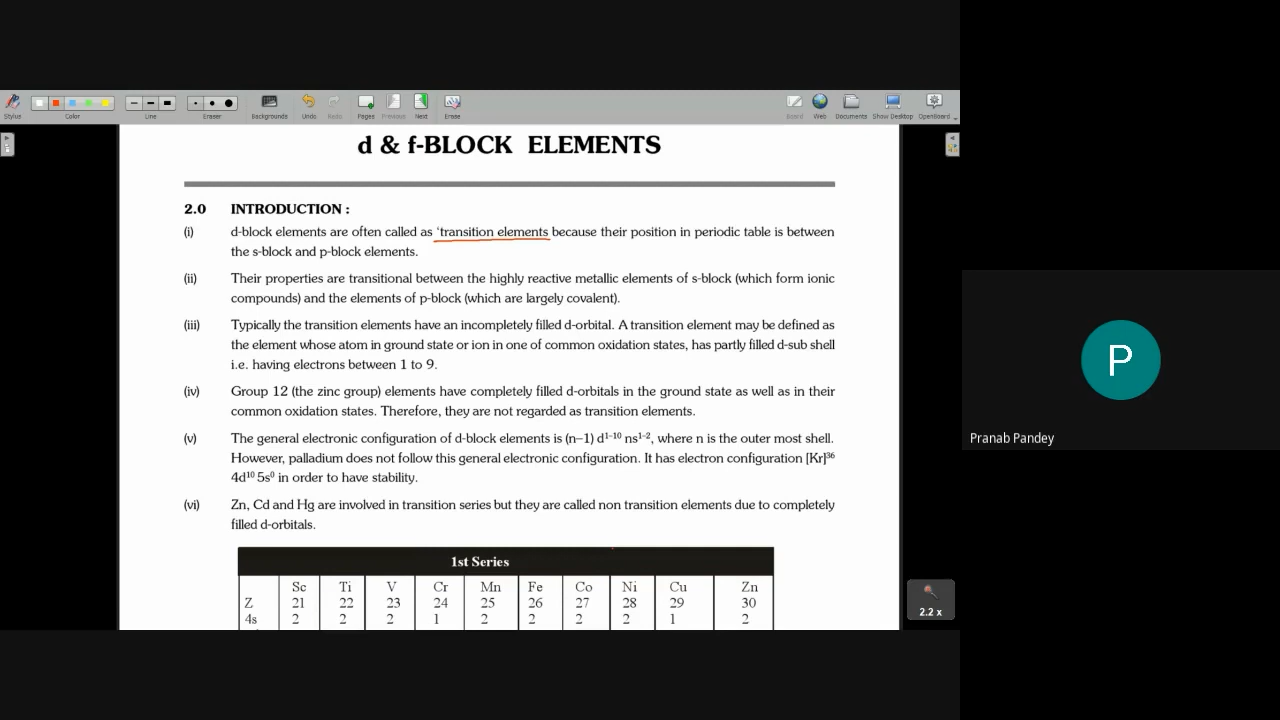 Stylus
Color
Line
Eraser
Backgrounds
Undo
Redo
Pages
Previous
Next
Erase
Board
Web
Documents
Show Desktop
OpenBoard
d & f-BLOCK ELEMENTS
2.0 INTRODUCTION :
(i) d-block elements are often called as ‘transition elements because their position in periodic table is between
the s-block and p-block elements.
(ii) Their properties are transitional between the highly reactive metallic elements of s-block (which form ionic
compounds) and the elements of p-block (which are largely covalent).
(iii) Typically the transition elements have an incompletely filled d-orbital. A transition element may be defined as
the element whose atom in ground state or ion in one of common oxidation states, has partly filled d-sub shell
i.e. having electrons between 1 to 9.
(iv) Group 12 (the zinc group) elements have completely filled d-orbitals in the ground state as well as in their
common oxidation states. Therefore, they are not regarded as transition elements.
(v) The general electronic configuration of d-block elements is (n–1) d¹⁻¹⁰ ns¹⁻², where n is the outer most shell.
However, palladium does not follow this general electronic configuration. It has electron configuration [Kr]³⁶
4d¹⁰ 5s⁰ in order to have stability.
(vi) Zn, Cd and Hg are involved in transition series but they are called non transition elements due to completely
filled d-orbitals.
1st Series
Sc Ti V Cr Mn Fe Co Ni Cu Zn
Z 21 22 23 24 25 26 27 28 29 30
4s 2 2 2 1 2 2 2 2 1 2
2.2 x
P
Pranab Pandey